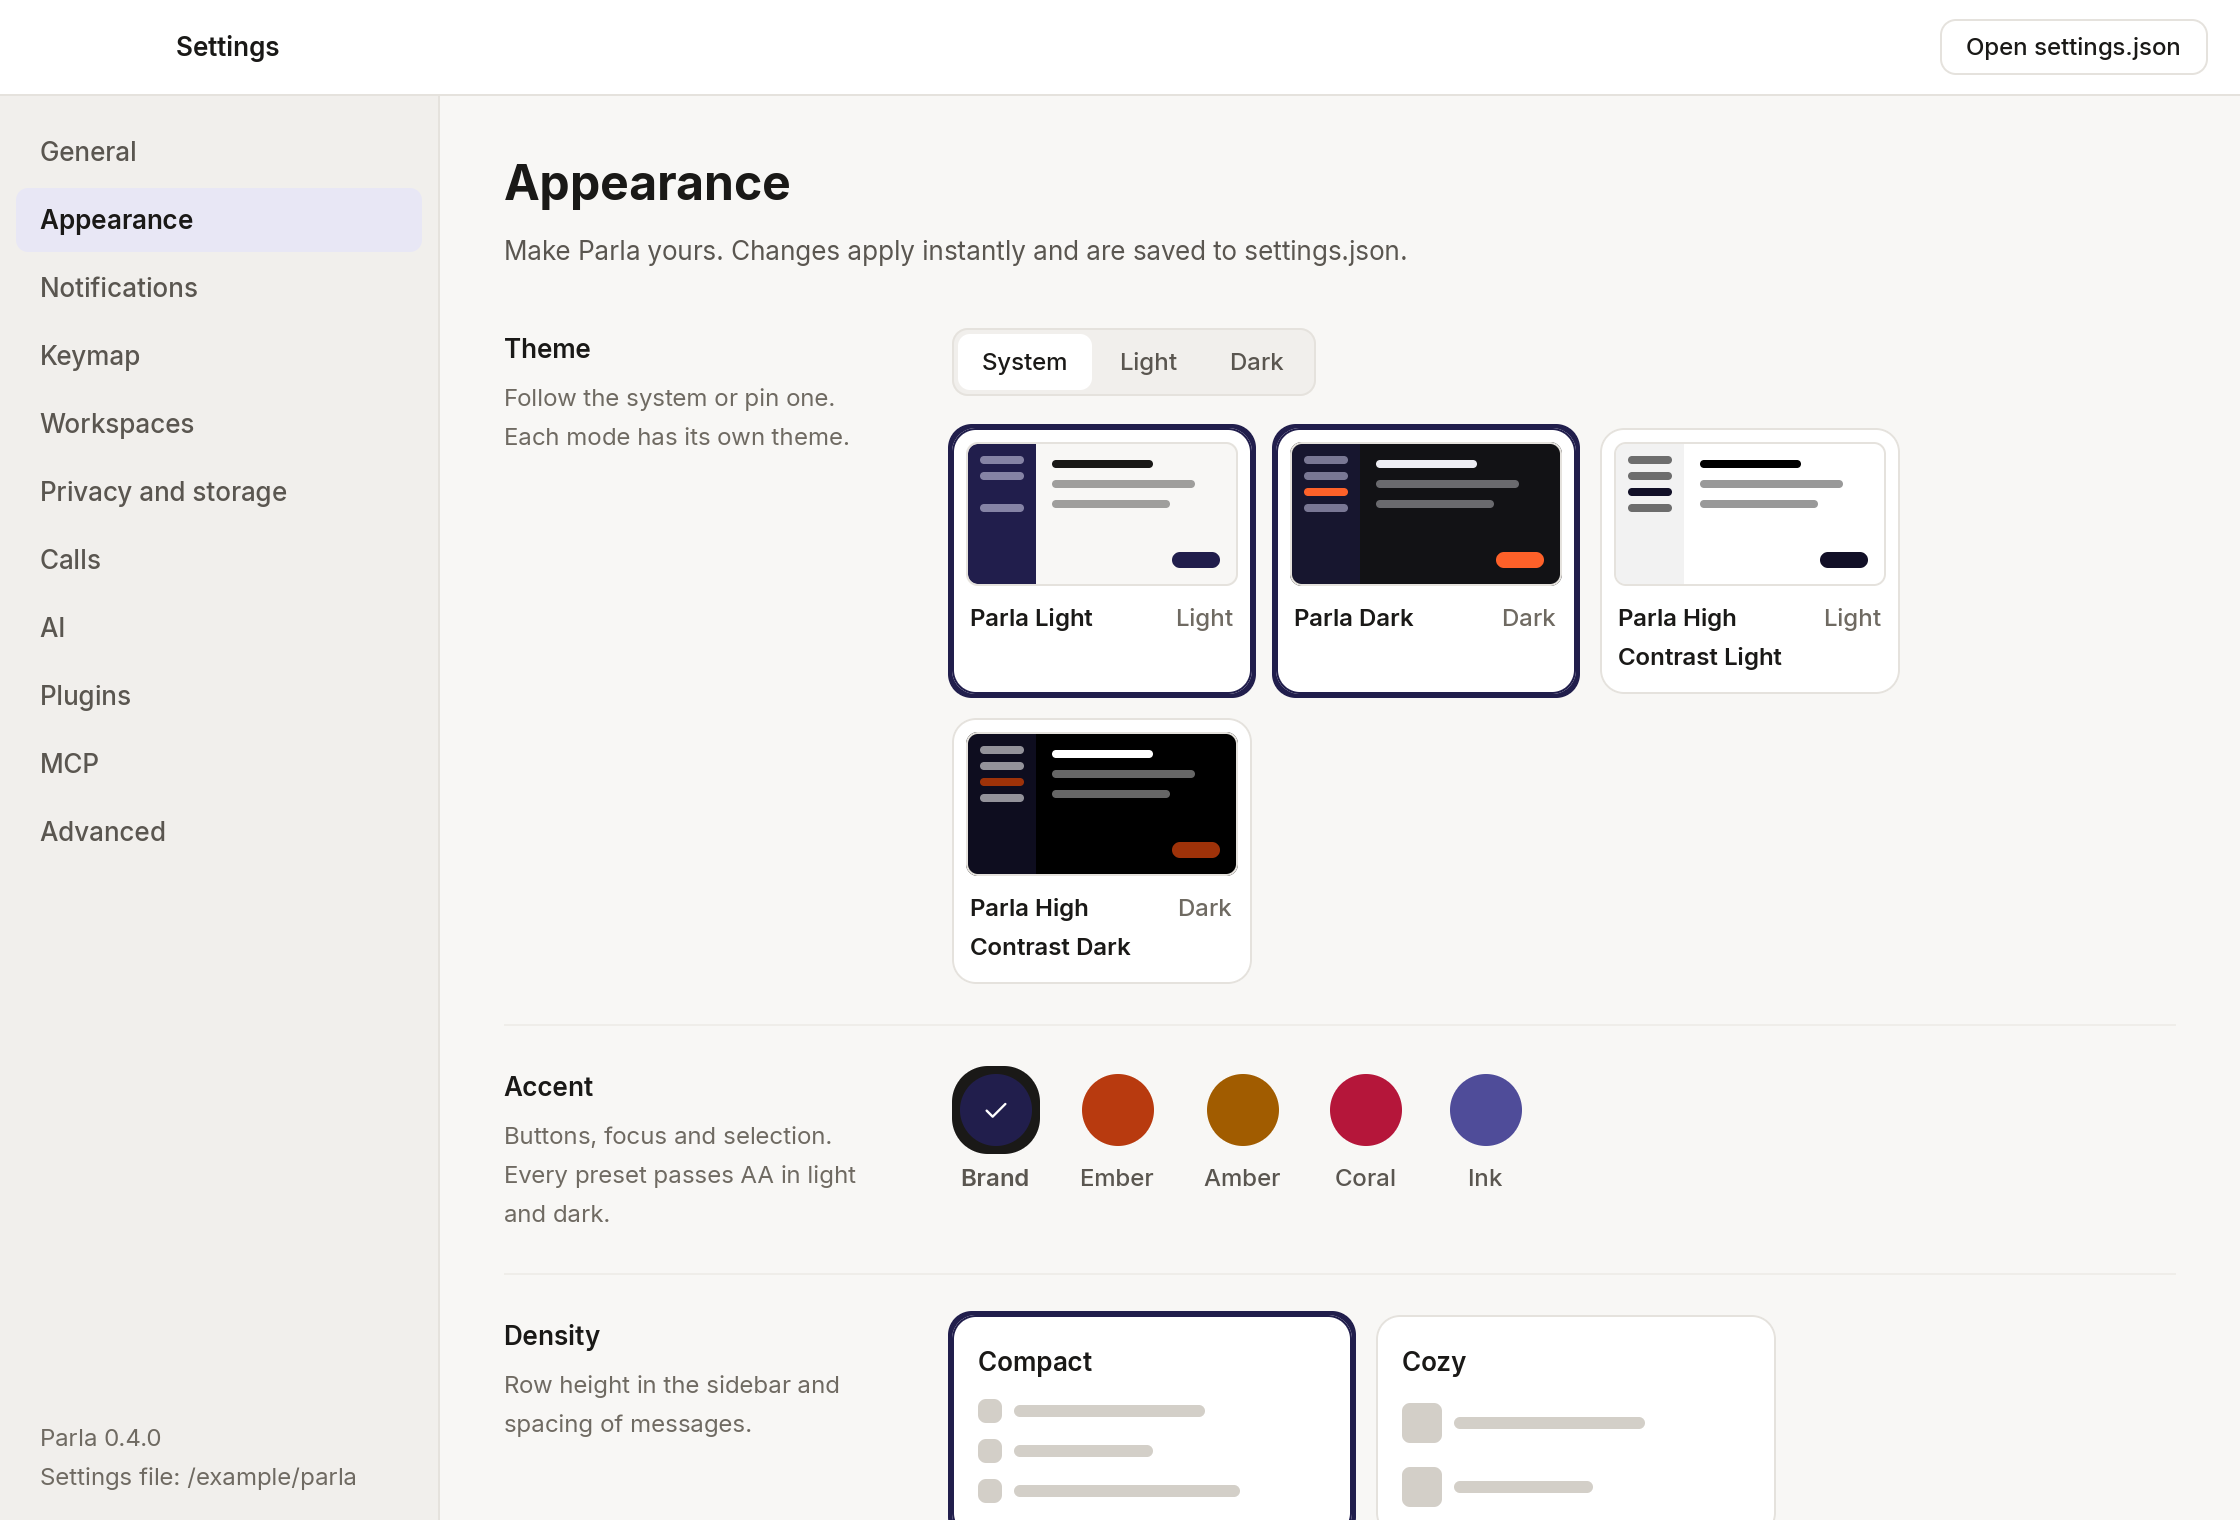 Settings
Open settings.json
General
Appearance
Notifications
Keymap
Workspaces
Privacy and storage
Calls
AI
Plugins
MCP
Advanced
Parla 0.4.0
Settings file: /example/parla
Appearance
Make Parla yours. Changes apply instantly and are saved to settings.json.
Theme
Follow the system or pin one.
Each mode has its own theme.
System
Light
Dark
Parla Light
Light
Parla Dark
Dark
Parla High
Contrast Light
Light
Parla High
Contrast Dark
Dark
Accent
Buttons, focus and selection.
Every preset passes AA in light
and dark.
Brand
Ember
Amber
Coral
Ink
Density
Row height in the sidebar and
spacing of messages.
Compact
Cozy